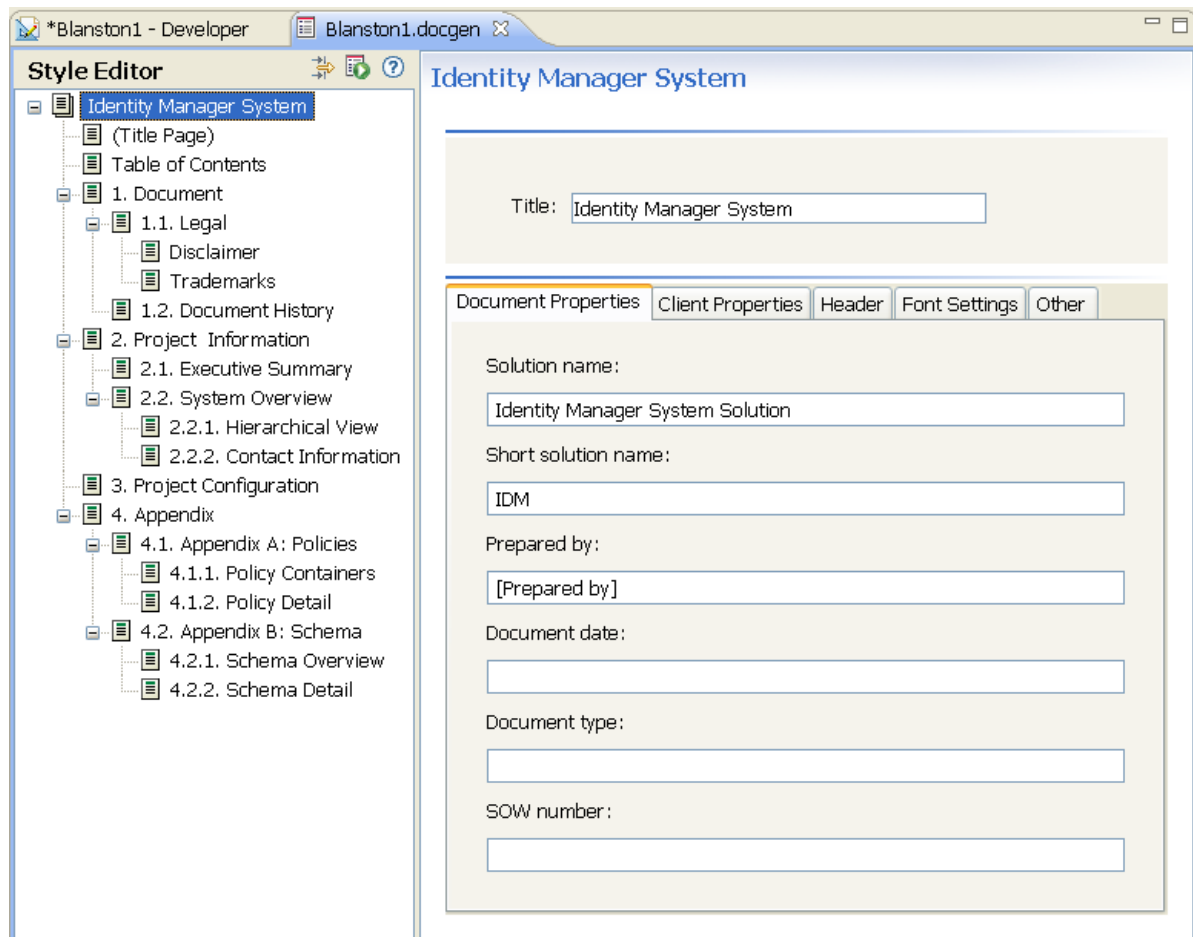 *Blanston1 - Developer
Blanston1.docgen
Style Editor
Identity Manager System
(Title Page)
Table of Contents
1. Document
1.1. Legal
Disclaimer
Trademarks
1.2. Document History
2. Project  Information
2.1. Executive Summary
2.2. System Overview
2.2.1. Hierarchical View
2.2.2. Contact Information
3. Project Configuration
4. Appendix
4.1. Appendix A: Policies
4.1.1. Policy Containers
4.1.2. Policy Detail
4.2. Appendix B: Schema
4.2.1. Schema Overview
4.2.2. Schema Detail
Identity Manager System
Title: Identity Manager System
Document Properties Client Properties Header Font Settings Other
Solution name:
Identity Manager System Solution
Short solution name:
IDM
Prepared by:
[Prepared by]
Document date:
Document type:
SOW number: